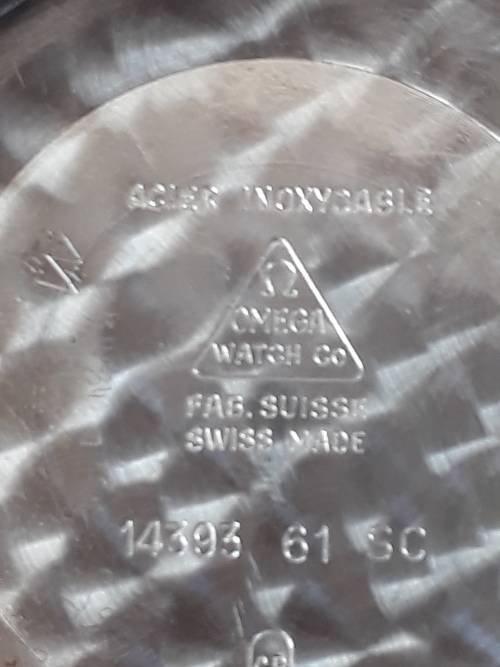 ACIER INOXYDABLE
Ω
OMEGA
WATCH Co
FAB. SUISSE
SWISS MADE
14393 61 SC